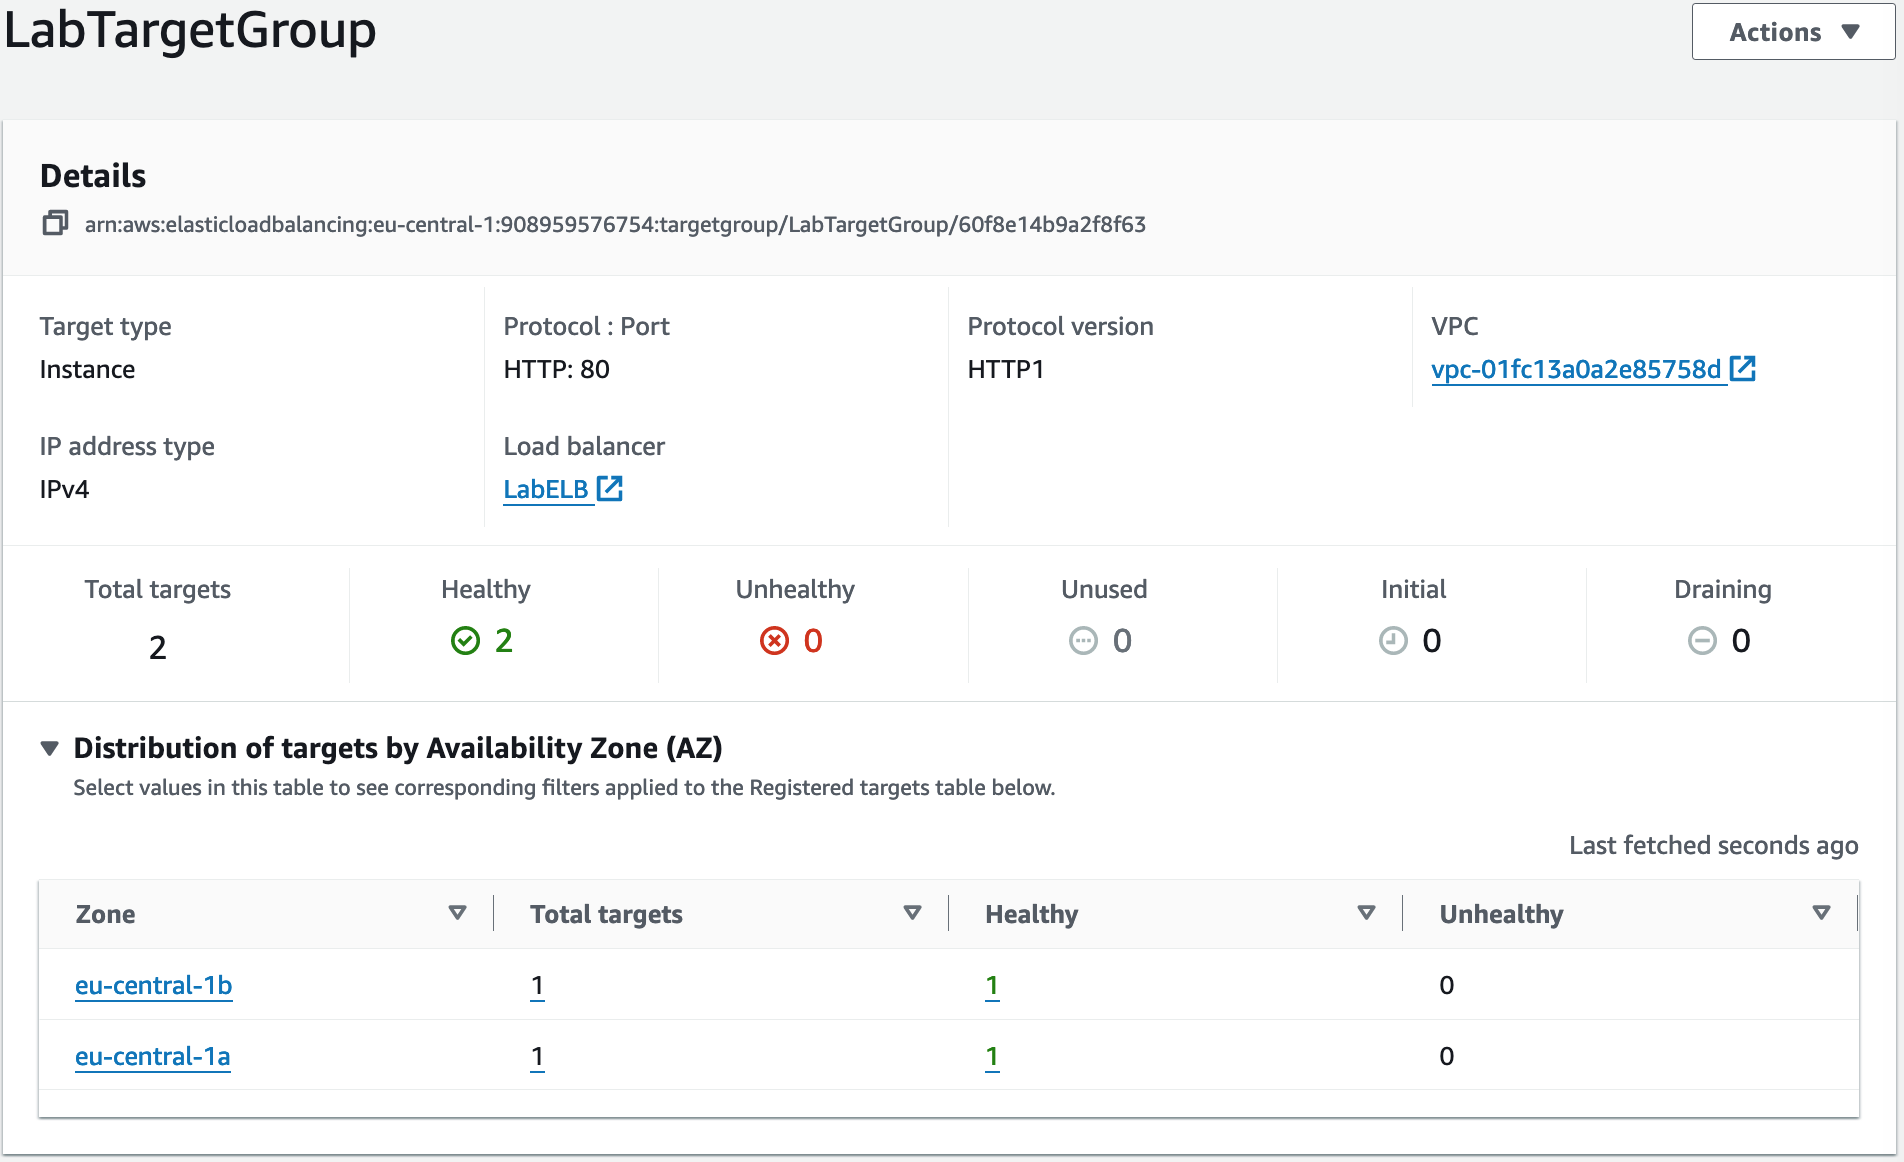 LabTargetGroup
Actions
Details
arn:aws:elasticloadbalancing:eu-central-1:908959576754:targetgroup/LabTargetGroup/60f8e14b9a2f8f63
Target type
Instance
Protocol : Port
HTTP: 80
Protocol version
HTTP1
VPC
vpc-01fc13a0a2e85758d
IP address type
IPv4
Load balancer
LabELB
Total targets
2
Healthy
2
Unhealthy
0
Unused
0
Initial
0
Draining
0
Distribution of targets by Availability Zone (AZ)
Select values in this table to see corresponding filters applied to the Registered targets table below.
Last fetched seconds ago
Zone Total targets Healthy Unhealthy
eu-central-1b 1 1 0
eu-central-1a 1 1 0